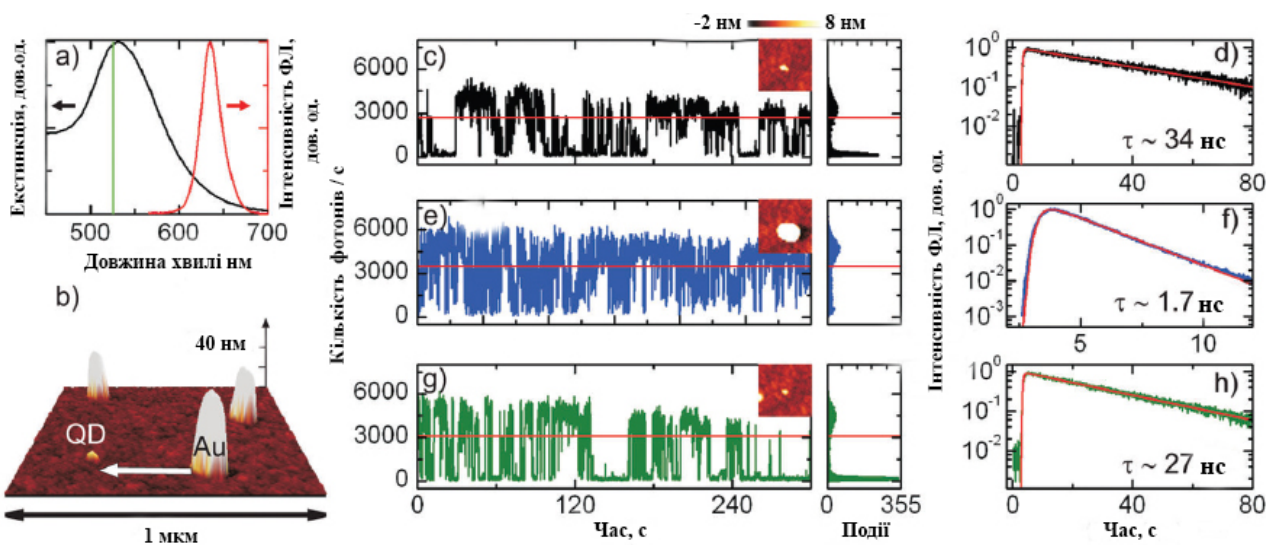 -2 нм 8 нм
a)
Екстинкція, дов.од.
Інтенсивність ФЛ,
дов. од.
500 600 700
Довжина хвилі нм
b)
40 нм
QD
Au
1 мкм
Кількість фотонів / с
c)
6000
3000
0
e)
6000
3000
0
g)
6000
3000
0
0 120 240 0 355
Час, с
Події
Інтенсивність ФЛ, дов. од.
d)
10⁰
10⁻¹
10⁻²
τ ~ 34 нс
0 40 80
f)
10⁰
10⁻¹
10⁻²
10⁻³
τ ~ 1.7 нс
5 10
h)
10⁰
10⁻¹
10⁻²
τ ~ 27 нс
0 40 80
Час, с